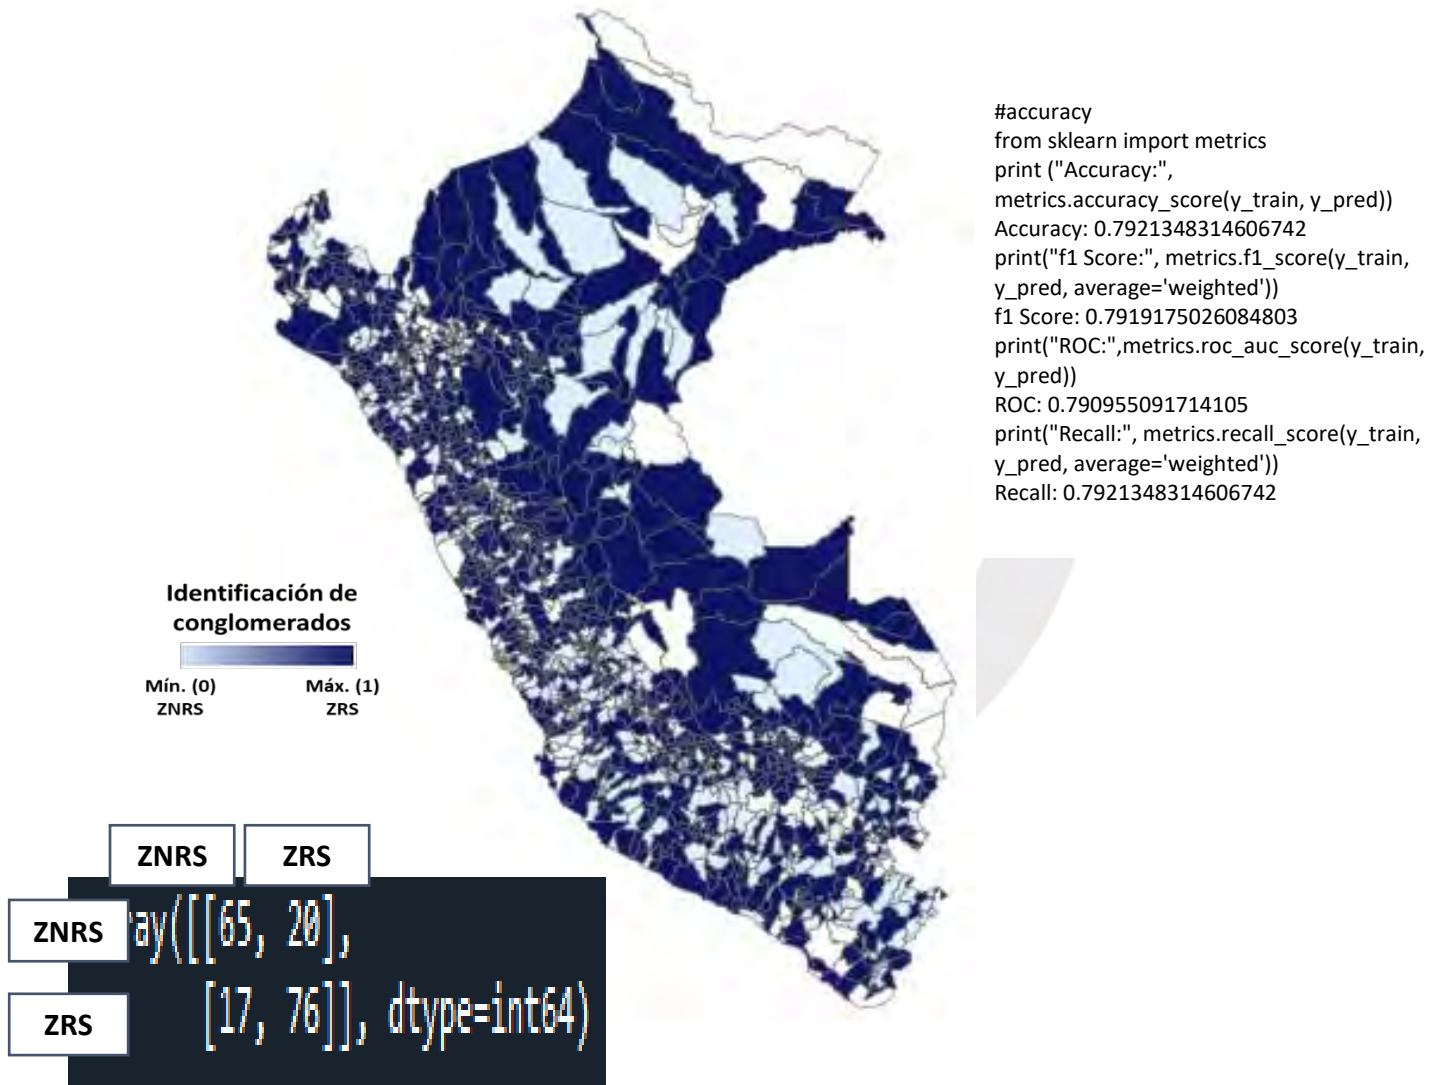 #accuracy
from sklearn import metrics
print ("Accuracy:",
metrics.accuracy_score(y_train, y_pred))
Accuracy: 0.7921348314606742
print("f1 Score:", metrics.f1_score(y_train,
y_pred, average='weighted'))
f1 Score: 0.7919175026084803
print("ROC:",metrics.roc_auc_score(y_train,
y_pred))
ROC: 0.790955091714105
print("Recall:", metrics.recall_score(y_train,
y_pred, average='weighted'))
Recall: 0.7921348314606742
Identificación de
conglomerados
Mín. (0) Máx. (1)
ZNRS ZRS
ZNRS ZRS
ZNRS ray([[65, 20],
ZRS [17, 76]], dtype=int64)